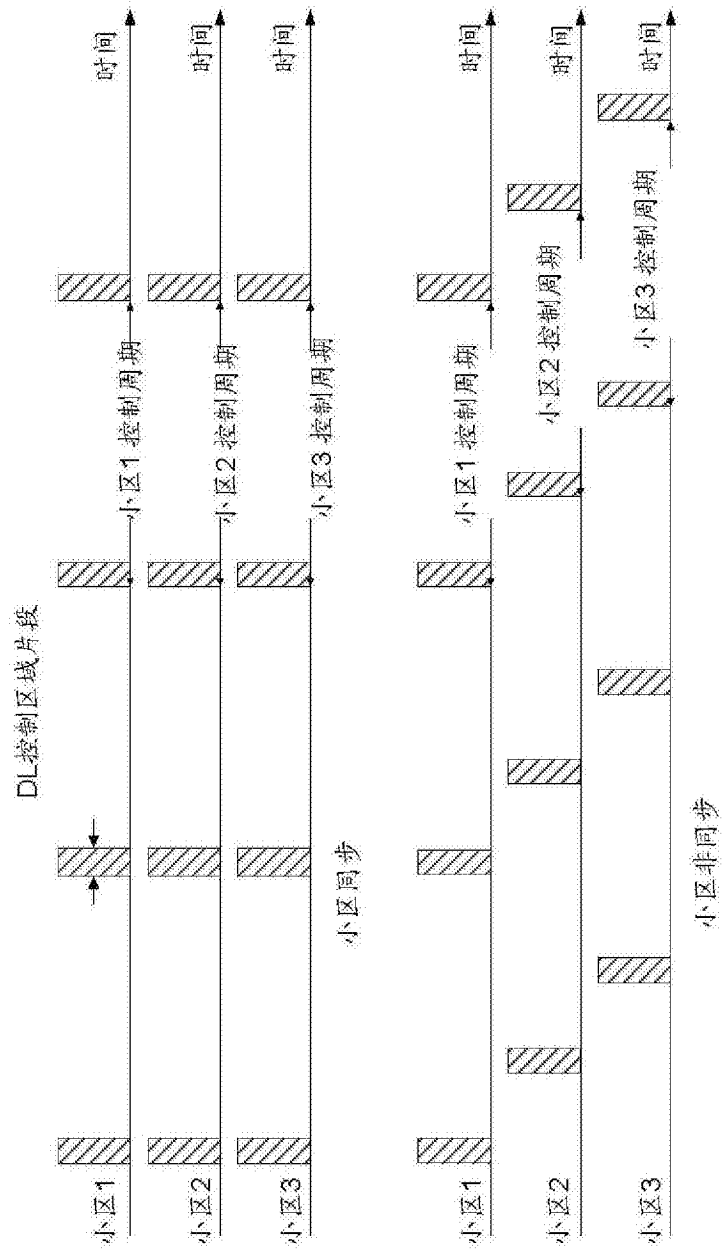 DL控制区域片段
小区1
小区1 控制周期
时间
小区2
小区2 控制周期
时间
小区3
小区3 控制周期
时间
小区同步
小区1
小区1 控制周期
时间
小区2
小区2 控制周期
时间
小区3
小区3 控制周期
时间
小区非同步